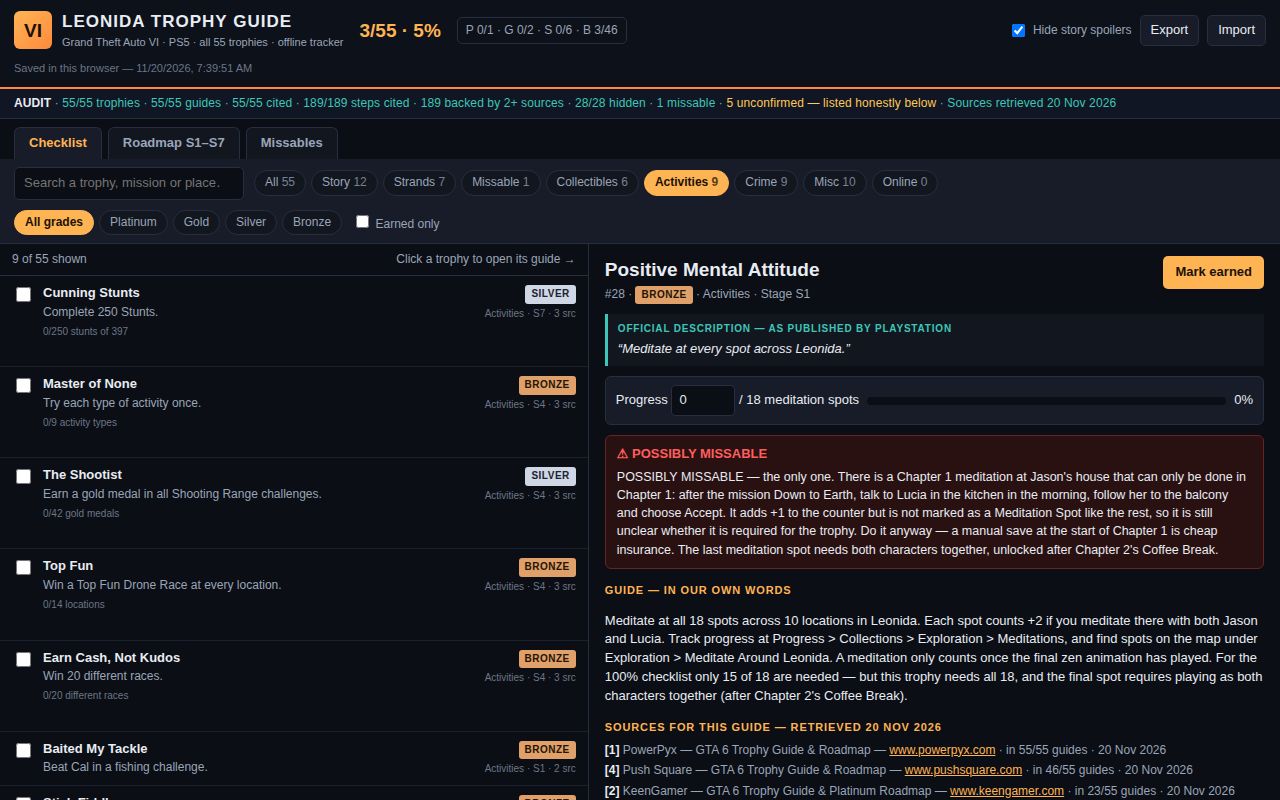 VI
LEONIDA TROPHY GUIDE
Grand Theft Auto VI · PS5 · all 55 trophies · offline tracker
3/55 · 5%
P 0/1 · G 0/2 · S 0/6 · B 3/46
Hide story spoilers
Export
Import
Saved in this browser — 11/20/2026, 7:39:51 AM
AUDIT · 55/55 trophies · 55/55 guides · 55/55 cited · 189/189 steps cited · 189 backed by 2+ sources · 28/28 hidden · 1 missable · 5 unconfirmed — listed honestly below · Sources retrieved 20 Nov 2026
Checklist
Roadmap S1–S7
Missables
Search a trophy, mission or place.
All 55
Story 12
Strands 7
Missable 1
Collectibles 6
Activities 9
Crime 9
Misc 10
Online 0
All grades
Platinum
Gold
Silver
Bronze
Earned only
9 of 55 shown
Click a trophy to open its guide →
Cunning Stunts
SILVER
Complete 250 Stunts.
Activities · S7 · 3 src
0/250 stunts of 397
Master of None
BRONZE
Try each type of activity once.
Activities · S4 · 3 src
0/9 activity types
The Shootist
SILVER
Earn a gold medal in all Shooting Range challenges.
Activities · S4 · 3 src
0/42 gold medals
Top Fun
BRONZE
Win a Top Fun Drone Race at every location.
Activities · S4 · 3 src
0/14 locations
Earn Cash, Not Kudos
BRONZE
Win 20 different races.
Activities · S4 · 3 src
0/20 different races
Baited My Tackle
BRONZE
Beat Cal in a fishing challenge.
Activities · S1 · 2 src
Positive Mental Attitude
Mark earned
#28 · BRONZE · Activities · Stage S1
OFFICIAL DESCRIPTION — AS PUBLISHED BY PLAYSTATION
“Meditate at every spot across Leonida.”
Progress 0 / 18 meditation spots 0%
⚠ POSSIBLY MISSABLE
POSSIBLY MISSABLE — the only one. There is a Chapter 1 meditation at Jason's house that can only be done in
Chapter 1: after the mission Down to Earth, talk to Lucia in the kitchen in the morning, follow her to the balcony
and choose Accept. It adds +1 to the counter but is not marked as a Meditation Spot like the rest, so it is still
unclear whether it is required for the trophy. Do it anyway — a manual save at the start of Chapter 1 is cheap
insurance. The last meditation spot needs both characters together, unlocked after Chapter 2's Coffee Break.
GUIDE — IN OUR OWN WORDS
Meditate at all 18 spots across 10 locations in Leonida. Each spot counts +2 if you meditate there with both Jason
and Lucia. Track progress at Progress > Collections > Exploration > Meditations, and find spots on the map under
Exploration > Meditate Around Leonida. A meditation only counts once the final zen animation has played. For the
100% checklist only 15 of 18 are needed — but this trophy needs all 18, and the final spot requires playing as both
characters together (after Chapter 2's Coffee Break).
SOURCES FOR THIS GUIDE — RETRIEVED 20 NOV 2026
[1] PowerPyx — GTA 6 Trophy Guide & Roadmap — www.powerpyx.com · in 55/55 guides · 20 Nov 2026
[4] Push Square — GTA 6 Trophy Guide & Roadmap — www.pushsquare.com · in 46/55 guides · 20 Nov 2026
[2] KeenGamer — GTA 6 Trophy Guide & Platinum Roadmap — www.keengamer.com · in 23/55 guides · 20 Nov 2026